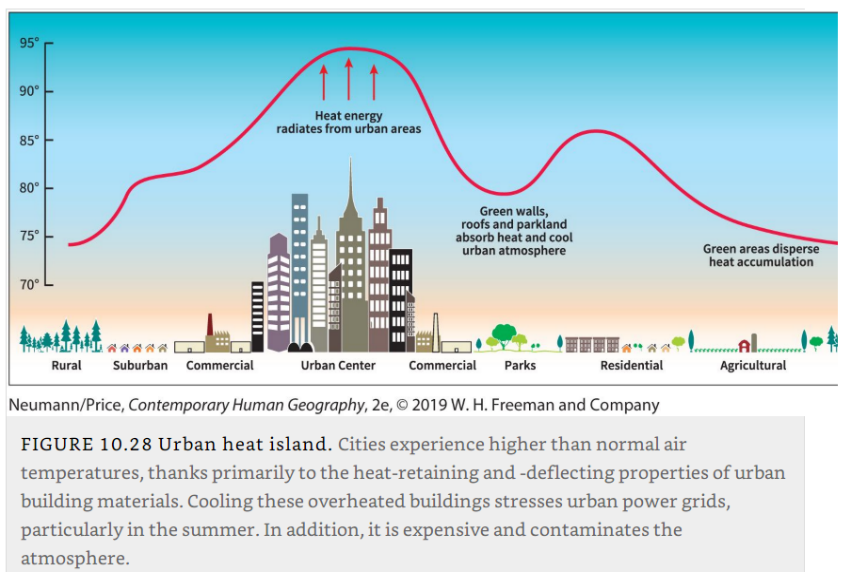 95°
90°
85°
80°
75°
70°
Heat energy
radiates from urban areas
Green walls,
roofs and parkland
absorb heat and cool
urban atmosphere
Green areas disperse
heat accumulation
Rural Suburban Commercial Urban Center Commercial Parks Residential Agricultural
Neumann/Price, Contemporary Human Geography, 2e, © 2019 W. H. Freeman and Company
FIGURE 10.28 Urban heat island. Cities experience higher than normal air
temperatures, thanks primarily to the heat-retaining and -deflecting properties of urban
building materials. Cooling these overheated buildings stresses urban power grids,
particularly in the summer. In addition, it is expensive and contaminates the
atmosphere.